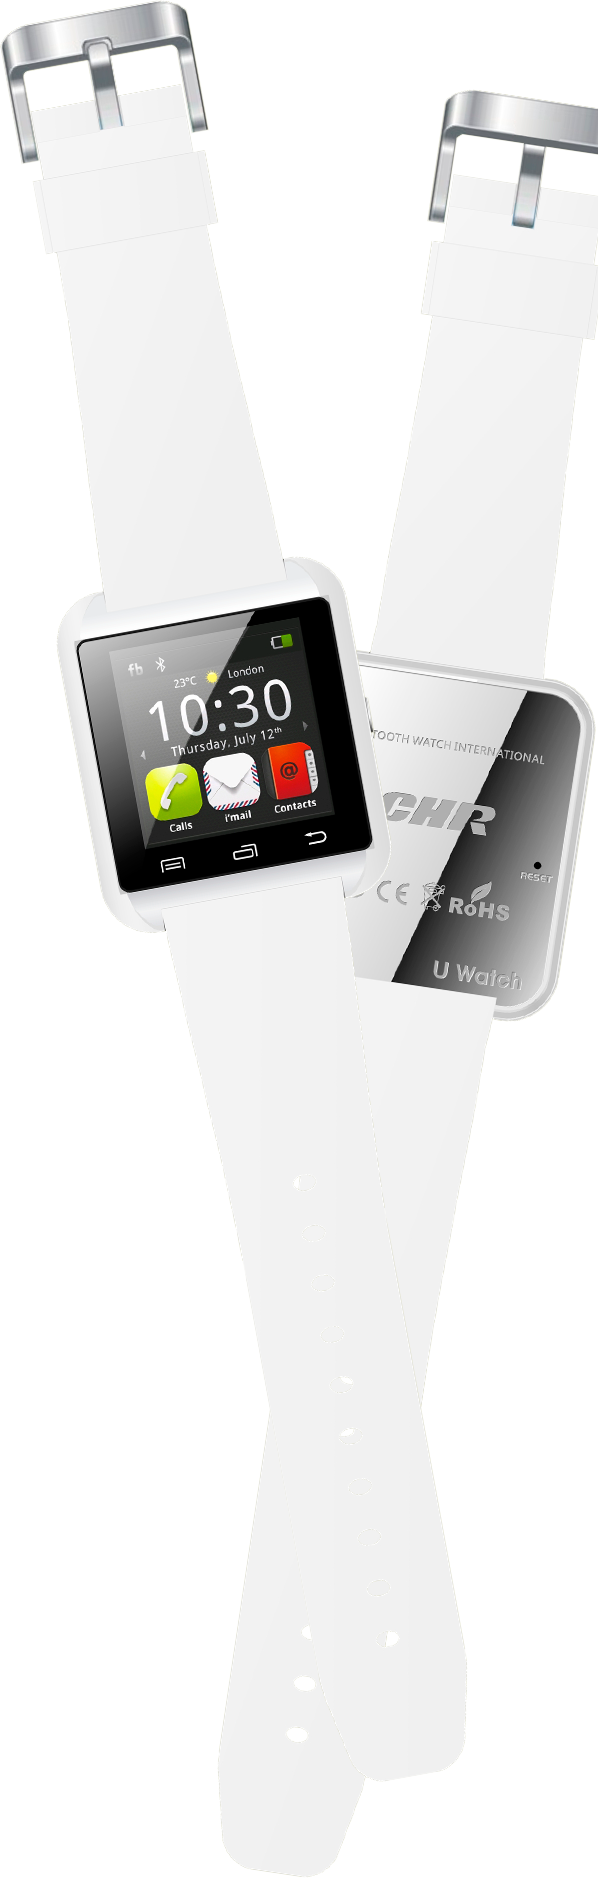 fb
23°C London
10:30
Thursday, July 12th
@
Calls
i'mail
Contacts
TOOTH WATCH INTERNATIONAL
CHR
RESET
CE RoHS
U Watch